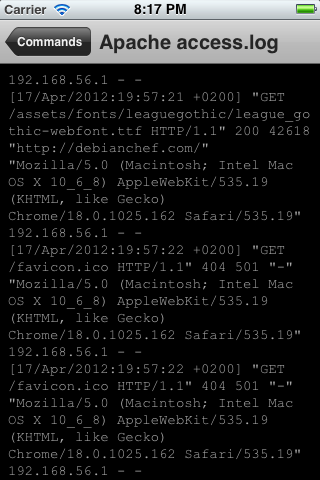 Carrier 8:17 PM
Commands Apache access.log
192.168.56.1 - -
[17/Apr/2012:19:57:21 +0200] "GET
/assets/fonts/leaguegothic/league_go
thic-webfont.ttf HTTP/1.1" 200 42618
"http://debianchef.com/"
"Mozilla/5.0 (Macintosh; Intel Mac
OS X 10_6_8) AppleWebKit/535.19
(KHTML, like Gecko)
Chrome/18.0.1025.162 Safari/535.19"
192.168.56.1 - -
[17/Apr/2012:19:57:22 +0200] "GET
/favicon.ico HTTP/1.1" 404 501 "-"
"Mozilla/5.0 (Macintosh; Intel Mac
OS X 10_6_8) AppleWebKit/535.19
(KHTML, like Gecko)
Chrome/18.0.1025.162 Safari/535.19"
192.168.56.1 - -
[17/Apr/2012:19:57:22 +0200] "GET
/favicon.ico HTTP/1.1" 404 501 "-"
"Mozilla/5.0 (Macintosh; Intel Mac
OS X 10_6_8) AppleWebKit/535.19
(KHTML, like Gecko)
Chrome/18.0.1025.162 Safari/535.19"
192.168.56.1 - -